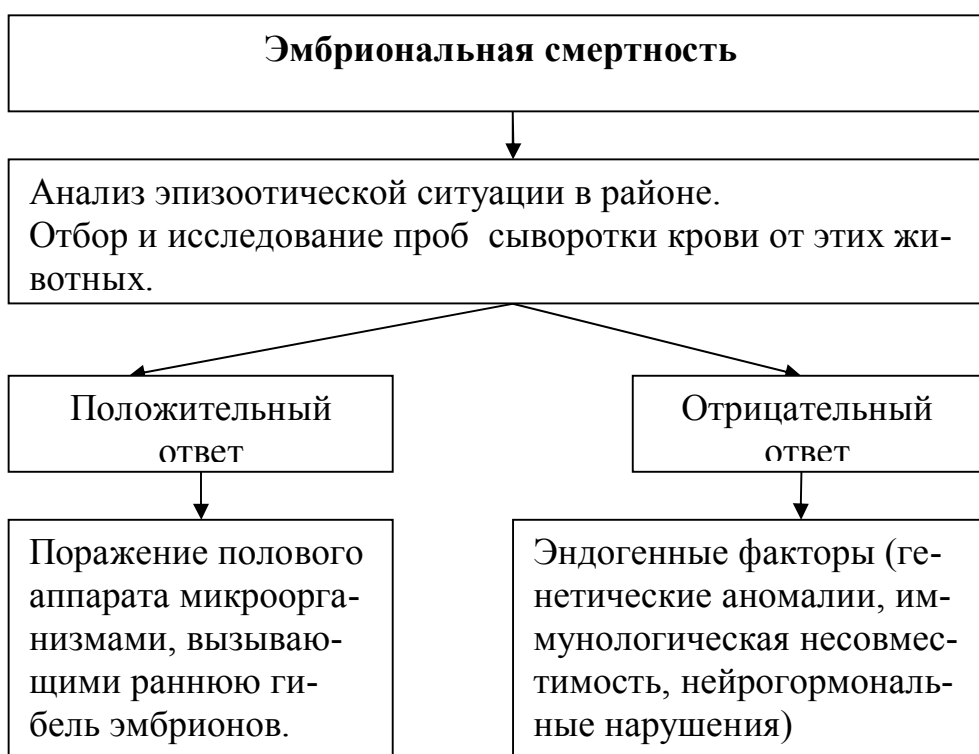 Эмбриональная смертность
Анализ эпизоотической ситуации в районе.
Отбор и исследование проб сыворотки крови от этих жи-
вотных.
Положительный
ответ
Отрицательный
ответ
Поражение полового
аппарата микроорга-
низмами, вызываю-
щими раннюю ги-
бель эмбрионов.
Эндогенные факторы (ге-
нетические аномалии, им-
мунологическая несовмес-
тимость, нейрогормональ-
ные нарушения)